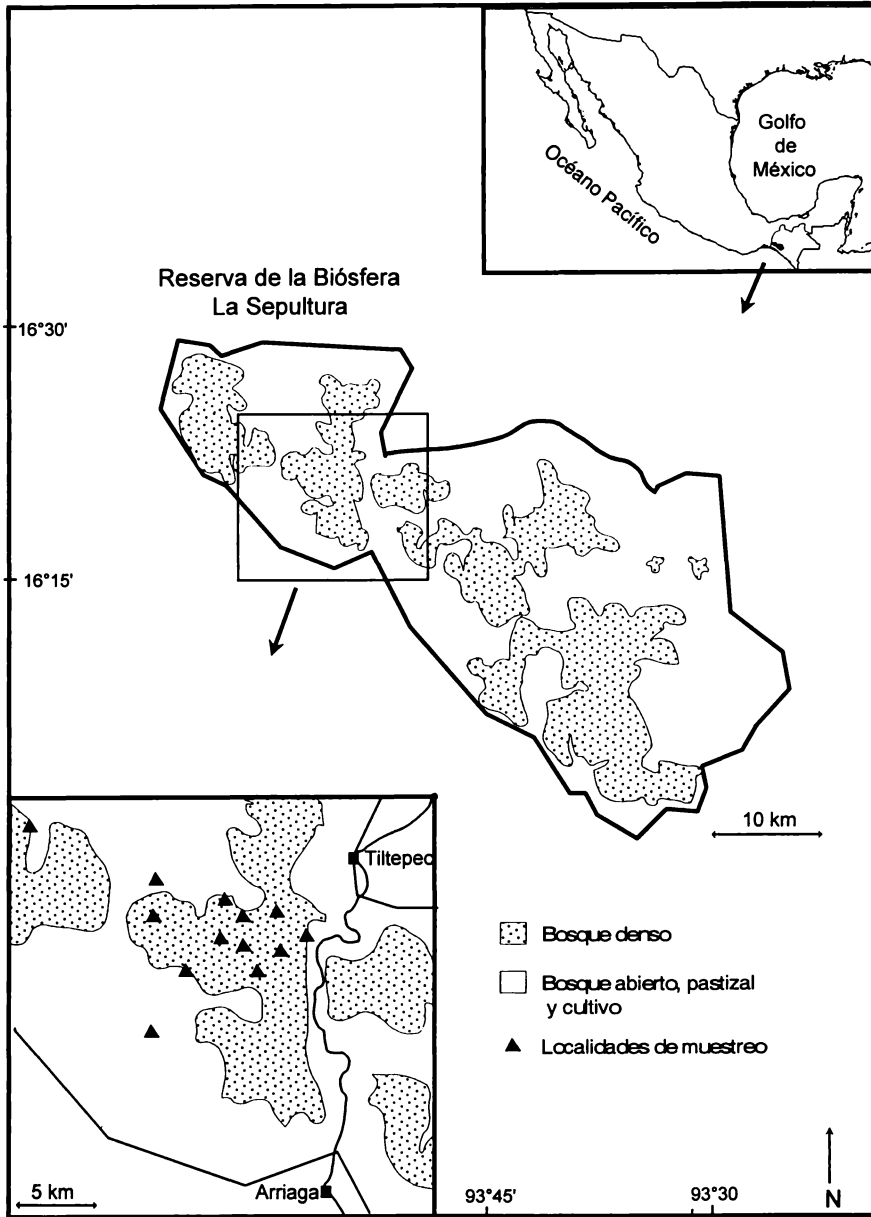 Golfo
de
México
Océano Pacífico
Reserva de la Biósfera
La Sepultura
16°30'
16°15'
10 km
Tiltepec
Bosque denso
Bosque abierto, pastizal
y cultivo
Localidades de muestreo
5 km
Arriaga
93°45'
93°30'
N